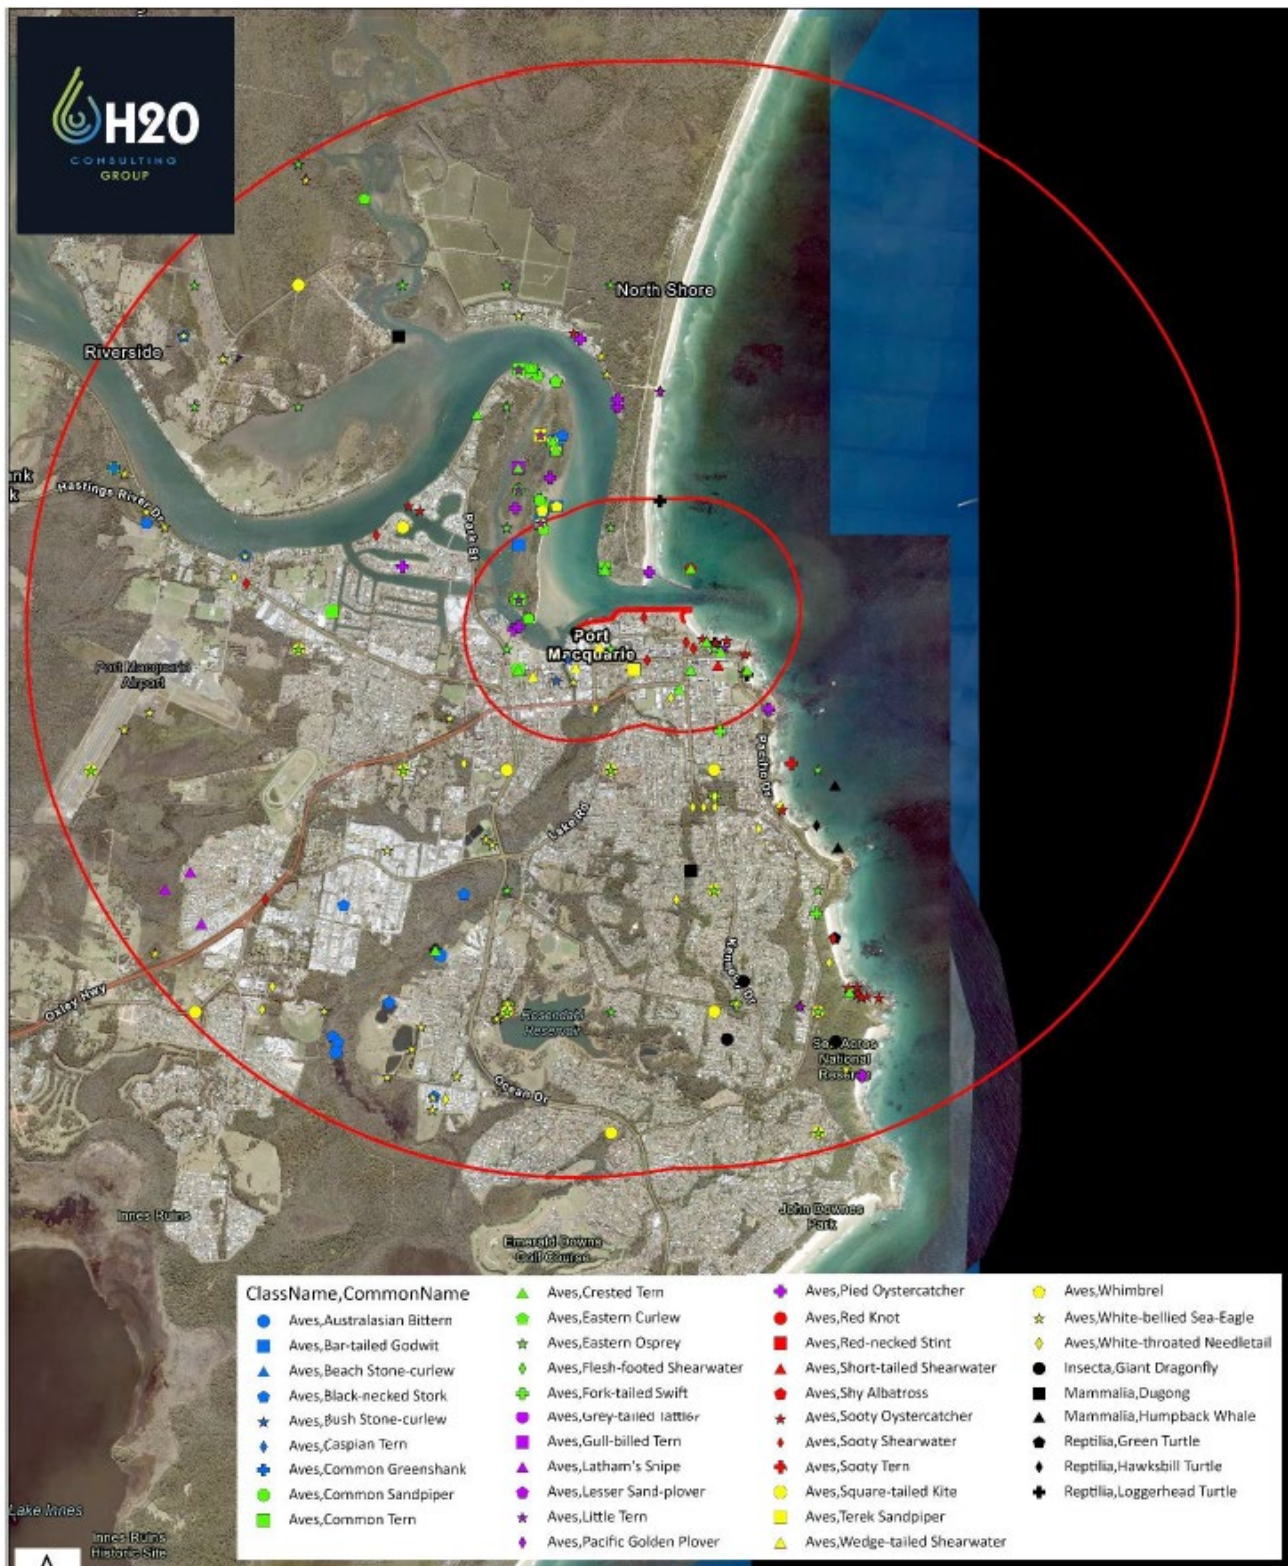 H20
CONSULTING
GROUP
North Shore
Riverside
Hastings River Dr
Park St
Port
Macquarie
Port Macquarie
Airport
Pacific Dr
Lake Rd
Kennedy Dr
Oxley Hwy
Rosendahl
Reservoir
Sea Acres
National
Reserve
Ocean Dr
Innes Ruins
John Downes
Park
Emerald Downs
Golf Course
Lake Innes
Innes Ruins
Historic Site
ClassName,CommonName
Aves,Australasian Bittern
Aves,Bar-tailed Godwit
Aves,Beach Stone-curlew
Aves,Black-necked Stork
Aves,Bush Stone-curlew
Aves,Caspian Tern
Aves,Common Greenshank
Aves,Common Sandpiper
Aves,Common Tern
Aves,Crested Tern
Aves,Eastern Curlew
Aves,Eastern Osprey
Aves,Flesh-footed Shearwater
Aves,Fork-tailed Swift
Aves,Grey-tailed Tattler
Aves,Gull-billed Tern
Aves,Latham's Snipe
Aves,Lesser Sand-plover
Aves,Little Tern
Aves,Pacific Golden Plover
Aves,Pied Oystercatcher
Aves,Red Knot
Aves,Red-necked Stint
Aves,Short-tailed Shearwater
Aves,Shy Albatross
Aves,Sooty Oystercatcher
Aves,Sooty Shearwater
Aves,Sooty Tern
Aves,Square-tailed Kite
Aves,Terek Sandpiper
Aves,Wedge-tailed Shearwater
Aves,Whimbrel
Aves,White-bellied Sea-Eagle
Aves,White-throated Needletail
Insecta,Giant Dragonfly
Mammalia,Dugong
Mammalia,Humpback Whale
Reptilia,Green Turtle
Reptilia,Hawksbill Turtle
Reptilia,Loggerhead Turtle